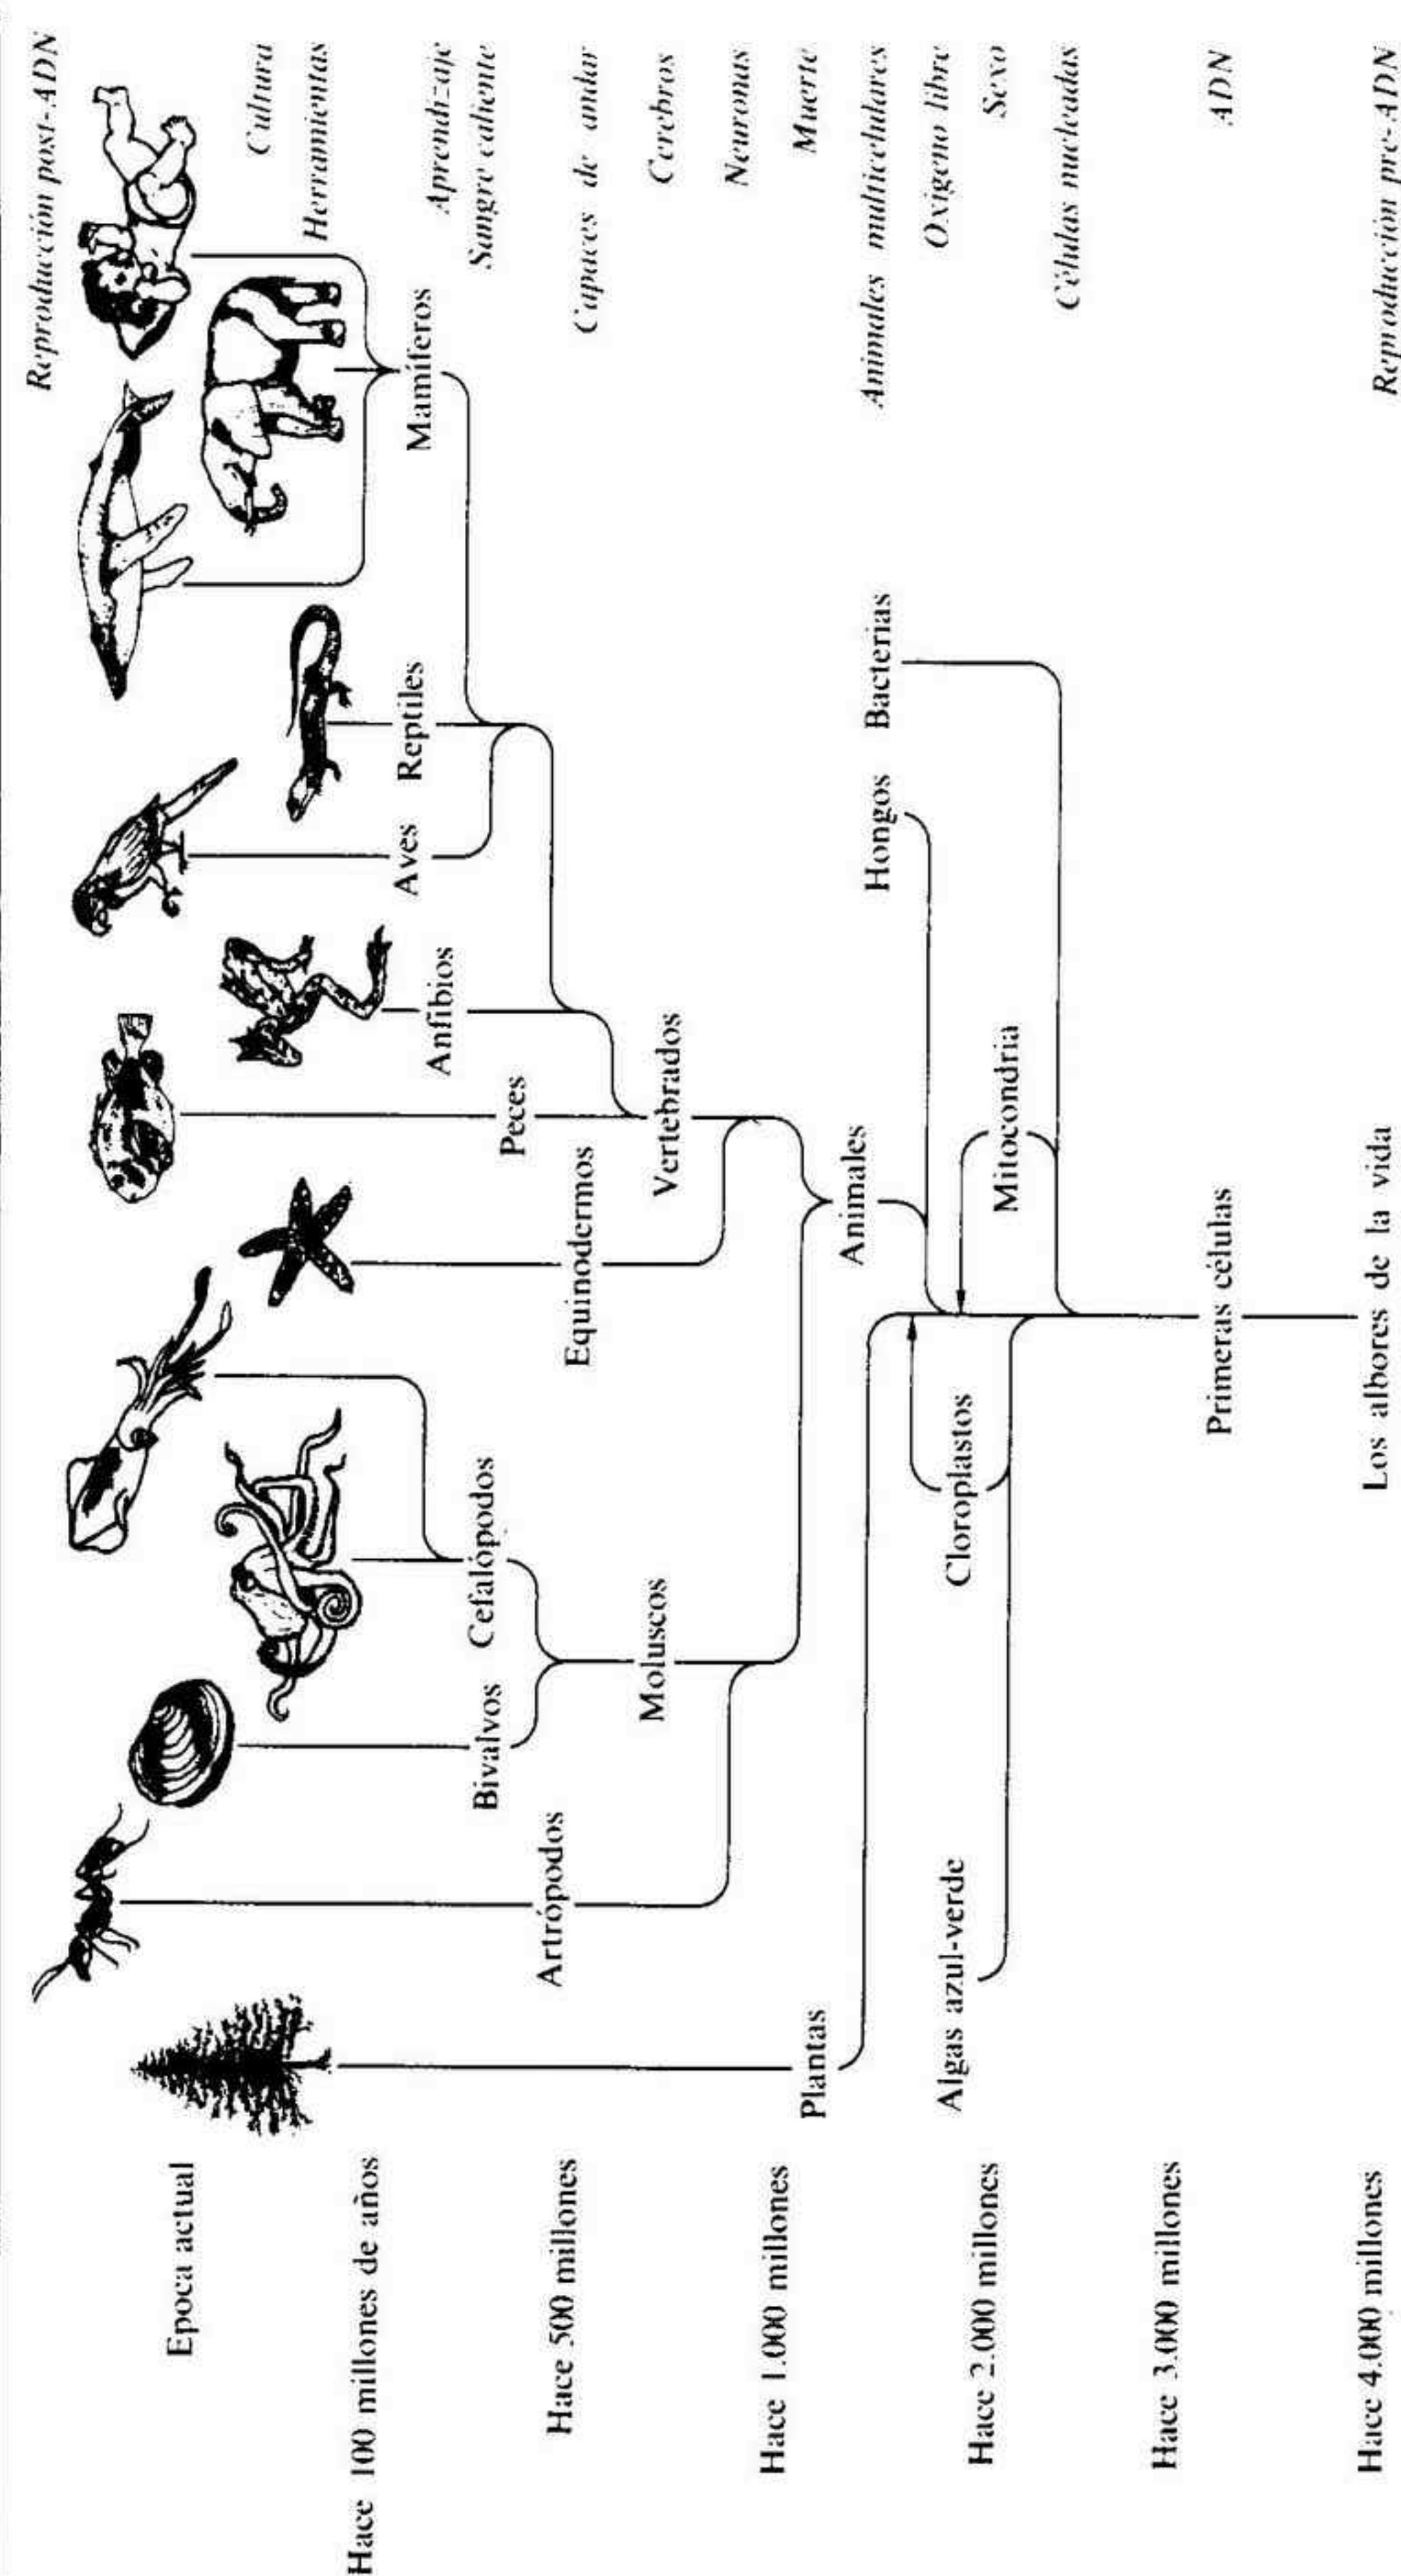 Epoca actual
Hace 100 millones de años
Hace 500 millones
Hace 1.000 millones
Hace 2.000 millones
Hace 3.000 millones
Hace 4.000 millones
Plantas
Algas azul-verde
Artrópodos
Bivalvos
Cefalópodos
Moluscos
Equinodermos
Peces
Anfibios
Aves
Reptiles
Mamíferos
Vertebrados
Animales
Hongos
Bacterias
Cloroplastos
Mitocondria
Primeras células
Los albores de la vida
Reproducción post-ADN
Cultura
Herramientas
Aprendizaje
Sangre caliente
Capaces de andar
Cerebros
Neuronas
Muerte
Animales multicelulares
Oxígeno libre
Sexo
Células nucleadas
ADN
Reproducción pre-ADN